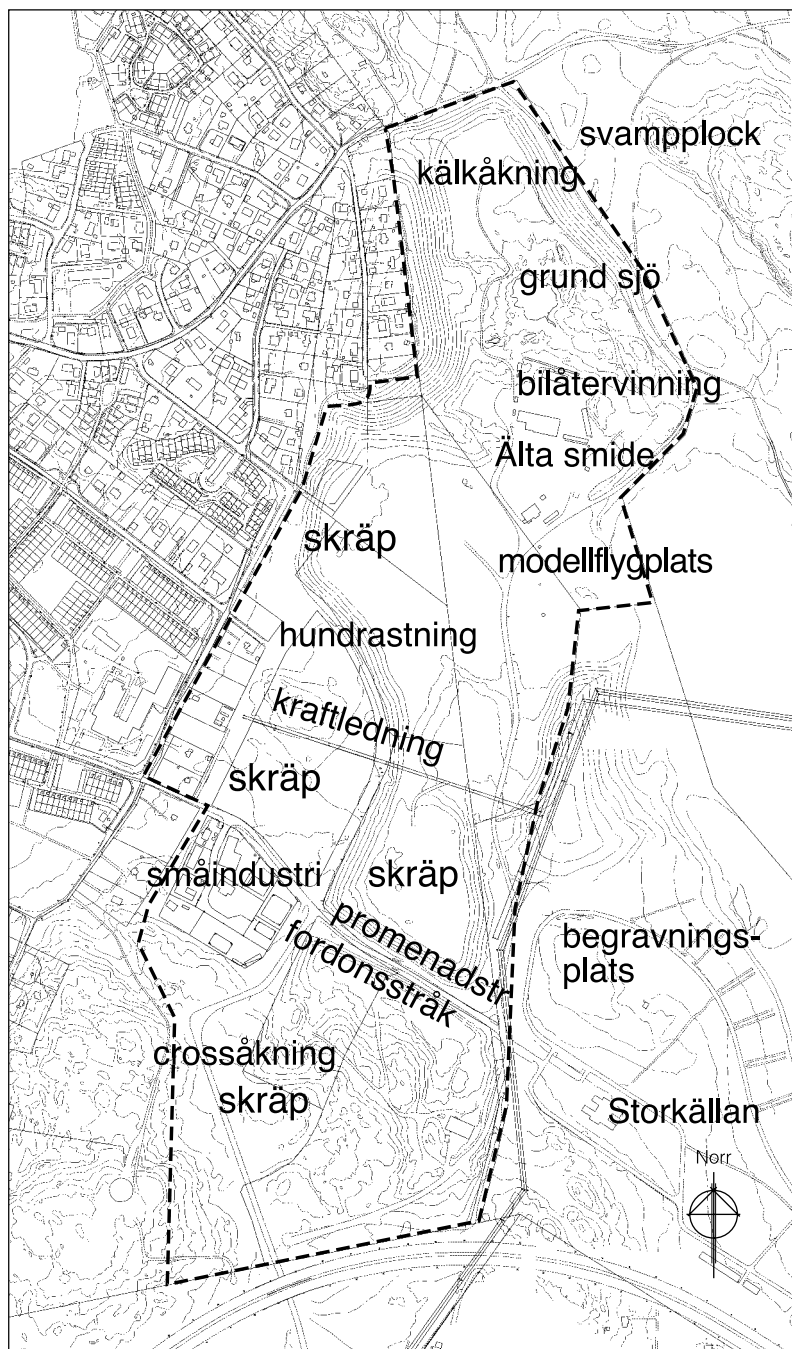 svampplock
kälkåkning
grund sjö
bilåtervinning
Älta smide
skräp
modellflygplats
hundrastning
kraftledning
skräp
småindustri
skräp
promenadstr
fordonsstråk
begravnings-
plats
crossåkning
skräp
Storkällan
Norr